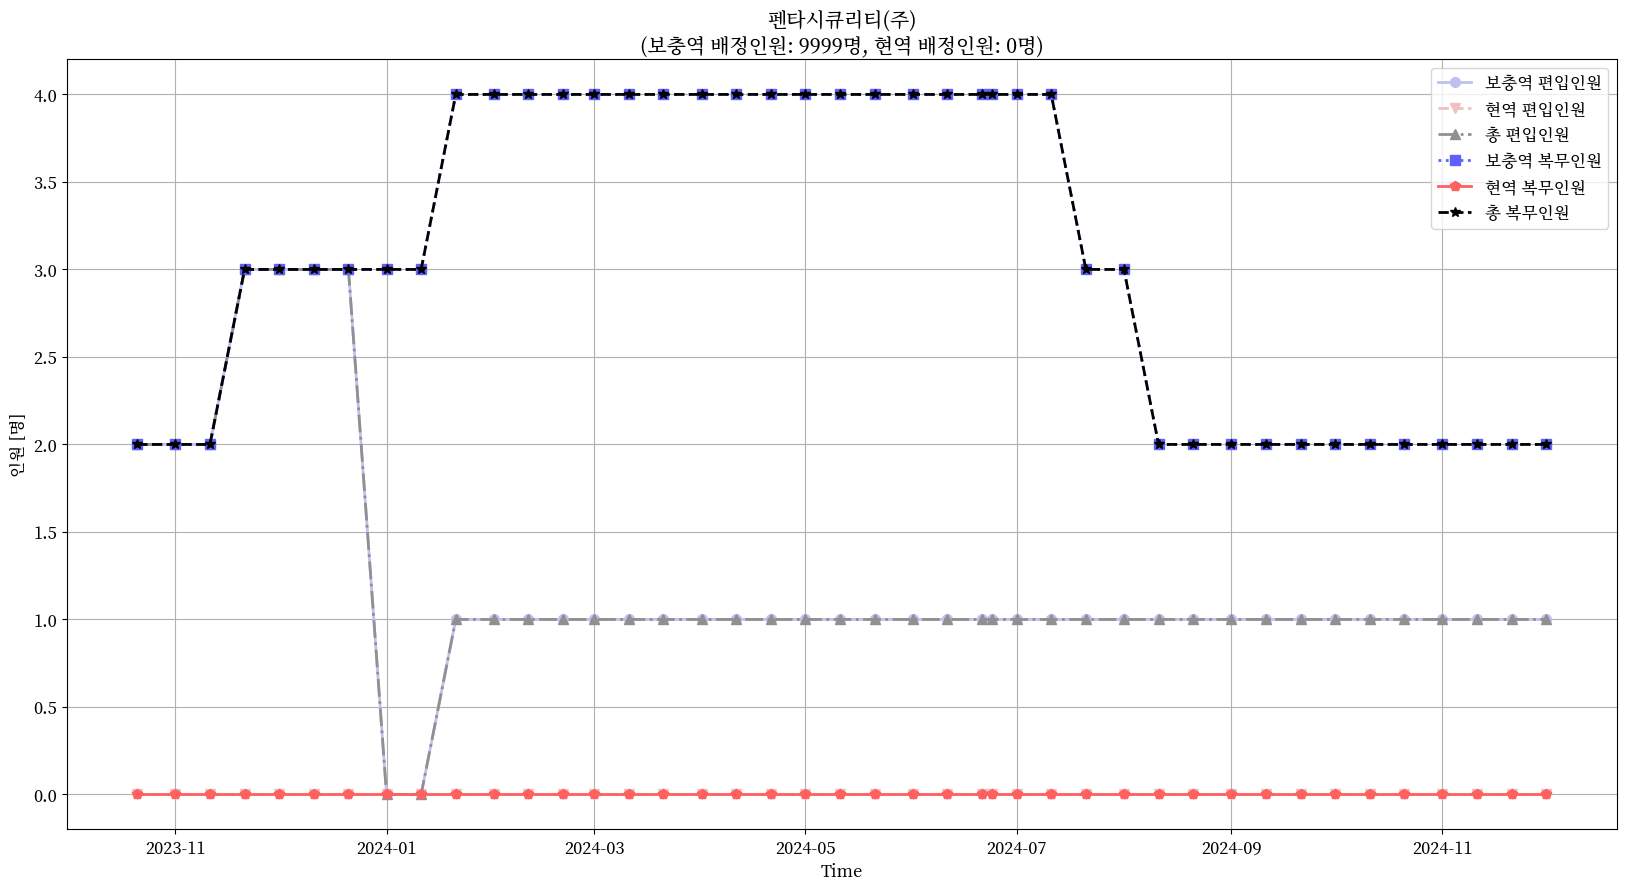 펜타시큐리티(주)
(보충역 배정인원: 9999명, 현역 배정인원: 0명)
보충역 편입인원
현역 편입인원
총 편입인원
보충역 복무인원
현역 복무인원
총 복무인원
인원 [명]
4.0
3.5
3.0
2.5
2.0
1.5
1.0
0.5
0.0
2023-11 2024-01 2024-03 2024-05 2024-07 2024-09 2024-11
Time